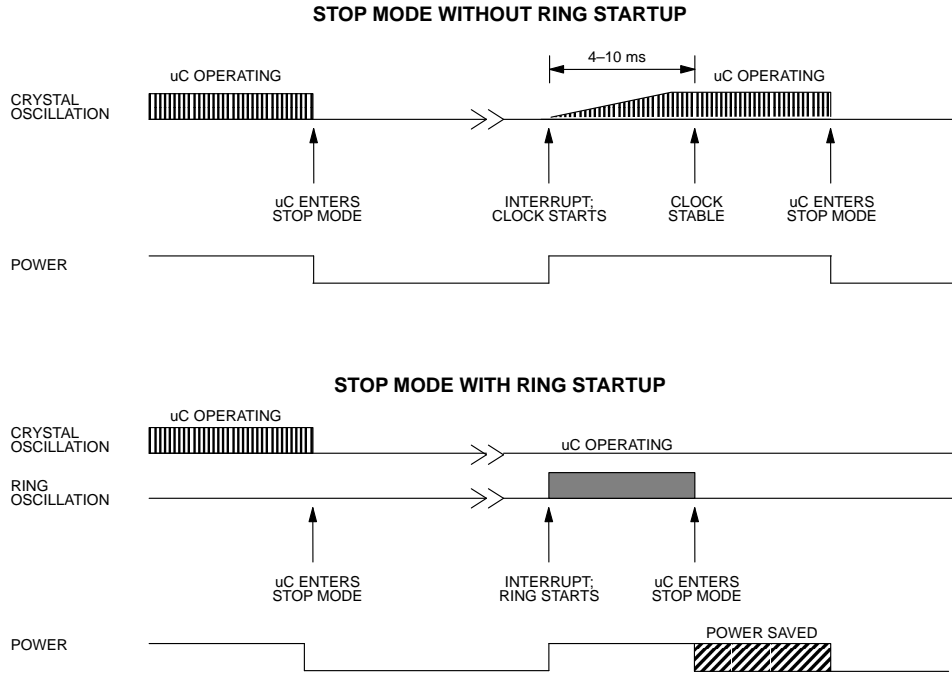 STOP MODE WITHOUT RING STARTUP
4–10 ms
uC OPERATING
uC OPERATING
CRYSTAL
OSCILLATION
uC ENTERS
STOP MODE
INTERRUPT;
CLOCK STARTS
CLOCK
STABLE
uC ENTERS
STOP MODE
POWER
STOP MODE WITH RING STARTUP
uC OPERATING
CRYSTAL
OSCILLATION
uC OPERATING
RING
OSCILLATION
uC ENTERS
STOP MODE
INTERRUPT;
RING STARTS
uC ENTERS
STOP MODE
POWER
POWER SAVED